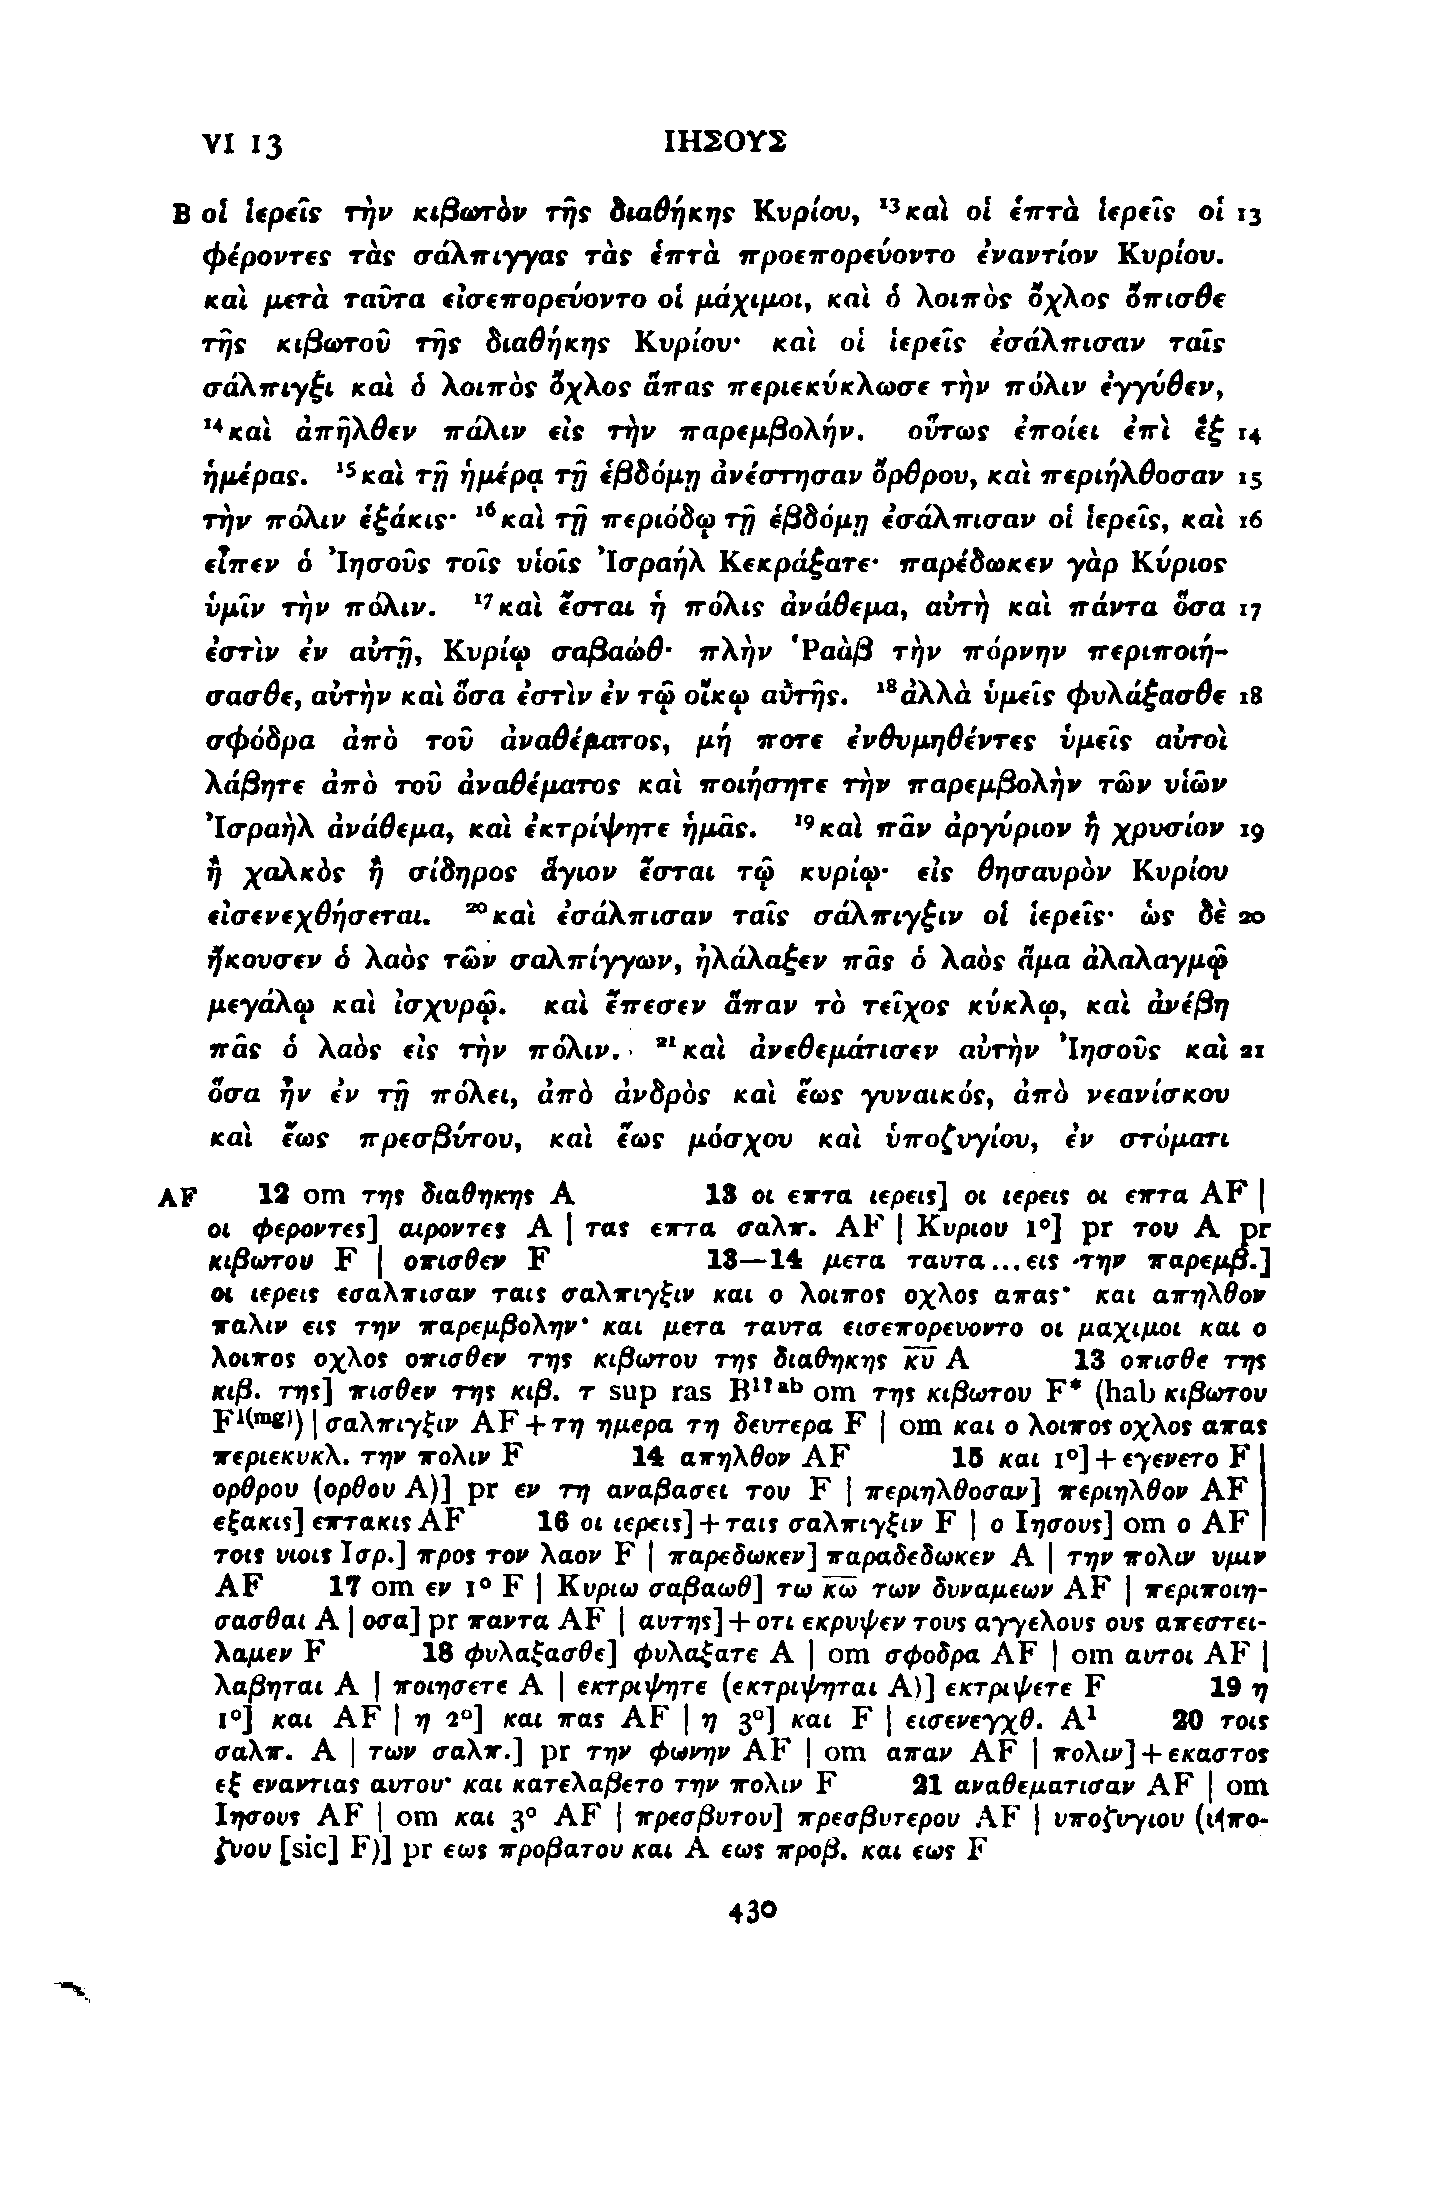 VI 13 ΙΗΣΟΥΣ
B οἱ ἱερεῖς τὴν κιβωτὸν τῆς διαθήκης Κυρίου, ¹³καὶ οἱ ἑπτὰ ἱερεῖς οἱ 13
φέροντες τὰς σάλπιγγας τὰς ἑπτὰ προεπορεύοντο ἐναντίον Κυρίου.
καὶ μετὰ ταῦτα εἰσεπορεύοντο οἱ μάχιμοι, καὶ ὁ λοιπὸς ὄχλος ὄπισθε
τῆς κιβωτοῦ τῆς διαθήκης Κυρίου· καὶ οἱ ἱερεῖς ἐσάλπισαν ταῖς
σάλπιγξι καὶ ὁ λοιπὸς ὄχλος ἅπας περιεκύκλωσε τὴν πόλιν ἐγγύθεν,
¹⁴καὶ ἀπῆλθεν πάλιν εἰς τὴν παρεμβολήν. οὕτως ἐποίει ἐπὶ ἓξ 14
ἡμέρας. ¹⁵καὶ τῇ ἡμέρᾳ τῇ ἑβδόμῃ ἀνέστησαν ὄρθρου, καὶ περιήλθοσαν 15
τὴν πόλιν ἑξάκις· ¹⁶καὶ τῇ περιόδῳ τῇ ἑβδόμῃ ἐσάλπισαν οἱ ἱερεῖς, καὶ 16
εἶπεν ὁ Ἰησοῦς τοῖς υἱοῖς Ἰσραήλ Κεκράξατε· παρέδωκεν γὰρ Κύριος
ὑμῖν τὴν πόλιν. ¹⁷καὶ ἔσται ἡ πόλις ἀνάθεμα, αὐτὴ καὶ πάντα ὅσα 17
ἐστὶν ἐν αὐτῇ, Κυρίῳ σαβαώθ· πλὴν Ῥαὰβ τὴν πόρνην περιποιή-
σασθε, αὐτὴν καὶ ὅσα ἐστὶν ἐν τῷ οἴκῳ αὐτῆς. ¹⁸ἀλλὰ ὑμεῖς φυλάξασθε 18
σφόδρα ἀπὸ τοῦ ἀναθέματος, μή ποτε ἐνθυμηθέντες ὑμεῖς αὐτοὶ
λάβητε ἀπὸ τοῦ ἀναθέματος καὶ ποιήσητε τὴν παρεμβολὴν τῶν υἱῶν
Ἰσραὴλ ἀνάθεμα, καὶ ἐκτρίψητε ἡμᾶς. ¹⁹καὶ πᾶν ἀργύριον ἢ χρυσίον 19
ἢ χαλκὸς ἢ σίδηρος ἅγιον ἔσται τῷ κυρίῳ· εἰς θησαυρὸν Κυρίου
εἰσενεχθήσεται. ²⁰καὶ ἐσάλπισαν ταῖς σάλπιγξιν οἱ ἱερεῖς· ὡς δὲ 20
ἤκουσεν ὁ λαὸς τῶν σαλπίγγων, ἠλάλαξεν πᾶς ὁ λαὸς ἅμα ἀλαλαγμῷ
μεγάλῳ καὶ ἰσχυρῷ. καὶ ἔπεσεν ἅπαν τὸ τεῖχος κύκλῳ, καὶ ἀνέβη
πᾶς ὁ λαὸς εἰς τὴν πόλιν. ²¹καὶ ἀνεθεμάτισεν αὐτὴν Ἰησοῦς καὶ 21
ὅσα ἦν ἐν τῇ πόλει, ἀπὸ ἀνδρὸς καὶ ἕως γυναικός, ἀπὸ νεανίσκου
καὶ ἕως πρεσβύτου, καὶ ἕως μόσχου καὶ ὑποζυγίου, ἐν στόματι
AF 12 om της διαθηκης A 13 οι επτα ιερεις] οι ιερεις οι επτα AF |
οι φεροντες] αιροντες A | τας επτα σαλπ. AF | Κυριου 1°] pr του A pr
κιβωτου F | οπισθεν F 13—14 μετα ταυτα...εις την παρεμβ.]
οι ιερεις εσαλπισαν ταις σαλπιγξιν και ο λοιπος οχλος απας· και απηλθον
παλιν εις την παρεμβολην· και μετα ταυτα εισεπορευοντο οι μαχιμοι και ο
λοιπος οχλος οπισθεν της κιβωτου της διαθηκης κ̅υ̅ A 13 οπισθε της
κιβ. της] πισθεν της κιβ. τ sup ras B¹ᵗᵃᵇ om της κιβωτου F* (hab κιβωτου
F¹⁽ᵐᵍ⁾) | σαλπιγξιν AF+τη ημερα τη δευτερα F | om και ο λοιπος οχλος απας
περιεκυκλ. την πολιν F 14 απηλθον AF 15 και 1°]+εγενετο F |
ορθρου (ορθου A)] pr εν τη αναβασει του F | περιηλθοσαν] περιηλθον AF |
εξακις] επτακις AF 16 οι ιερεις]+ταις σαλπιγξιν F | ο Ιησους] om ο AF |
τοις υιοις Ισρ.] προς τον λαον F | παρεδωκεν] παραδεδωκεν A | την πολιν υμιν
AF 17 om εν 1° F | Κυριω σαβαωθ] τω κ̅ω̅ των δυναμεων AF | περιποιη-
σασθαι A | οσα] pr παντα AF | αυτης]+οτι εκρυψεν τους αγγελους ους απεστει-
λαμεν F 18 φυλαξασθε] φυλαξατε A | om σφοδρα AF | om αυτοι AF |
λαβηται A | ποιησετε A | εκτριψητε (εκτριψηται A)] εκτριψετε F 19 η
1°] και AF | η 2°] και πας AF | η 3°] και F | εισενεγχθ. A¹ 20 τοις
σαλπ. A | των σαλπ.] pr την φωνην AF | om απαν AF | πολιν]+εκαστος
εξ εναντιας αυτου· και κατελαβετο την πολιν F 21 αναθεματισαν AF | om
Ιησους AF | om και 3° AF | πρεσβυτου] πρεσβυτερου AF | υποζυγιου (υπο-
ζυου [sic] F)] pr εως προβατου και A εως προβ. και εως F
430